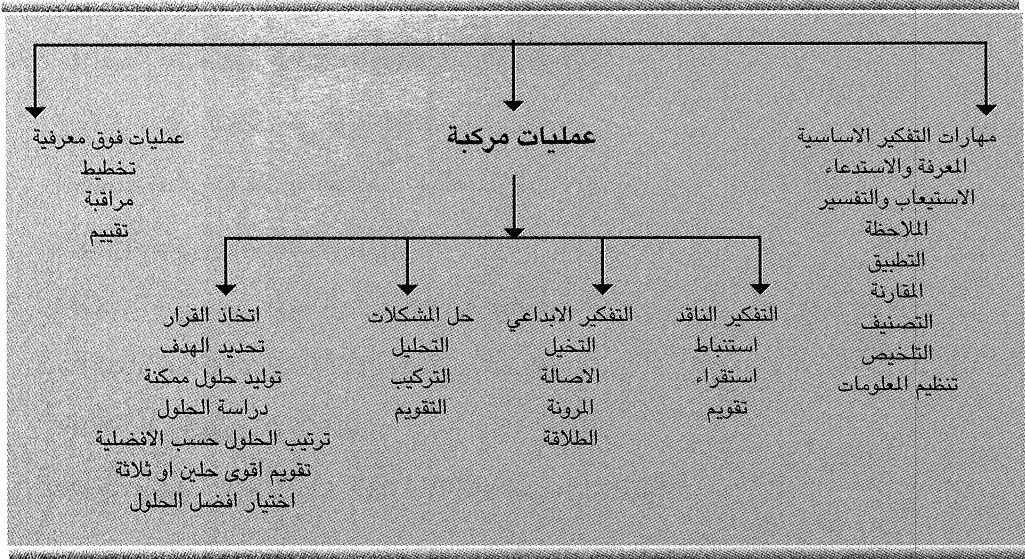 مهارات التفكير الاساسية
المعرفة والاستدعاء
الاستيعاب والتفسير
الملاحظة
التطبيق
المقارنة
التصنيف
التلخيص
تنظيم المعلومات
عمليات مركبة
التفكير الناقد
استنباط
استقراء
تقويم
التفكير الابداعي
التخيل
الاصالة
المرونة
الطلاقة
حل المشكلات
التحليل
التركيب
التقويم
اتخاذ القرار
تحديد الهدف
توليد حلول ممكنة
دراسة الحلول
ترتيب الحلول حسب الافضلية
تقويم اقوى حلين او ثلاثة
اختيار افضل الحلول
عمليات فوق معرفية
تخطيط
مراقبة
تقييم